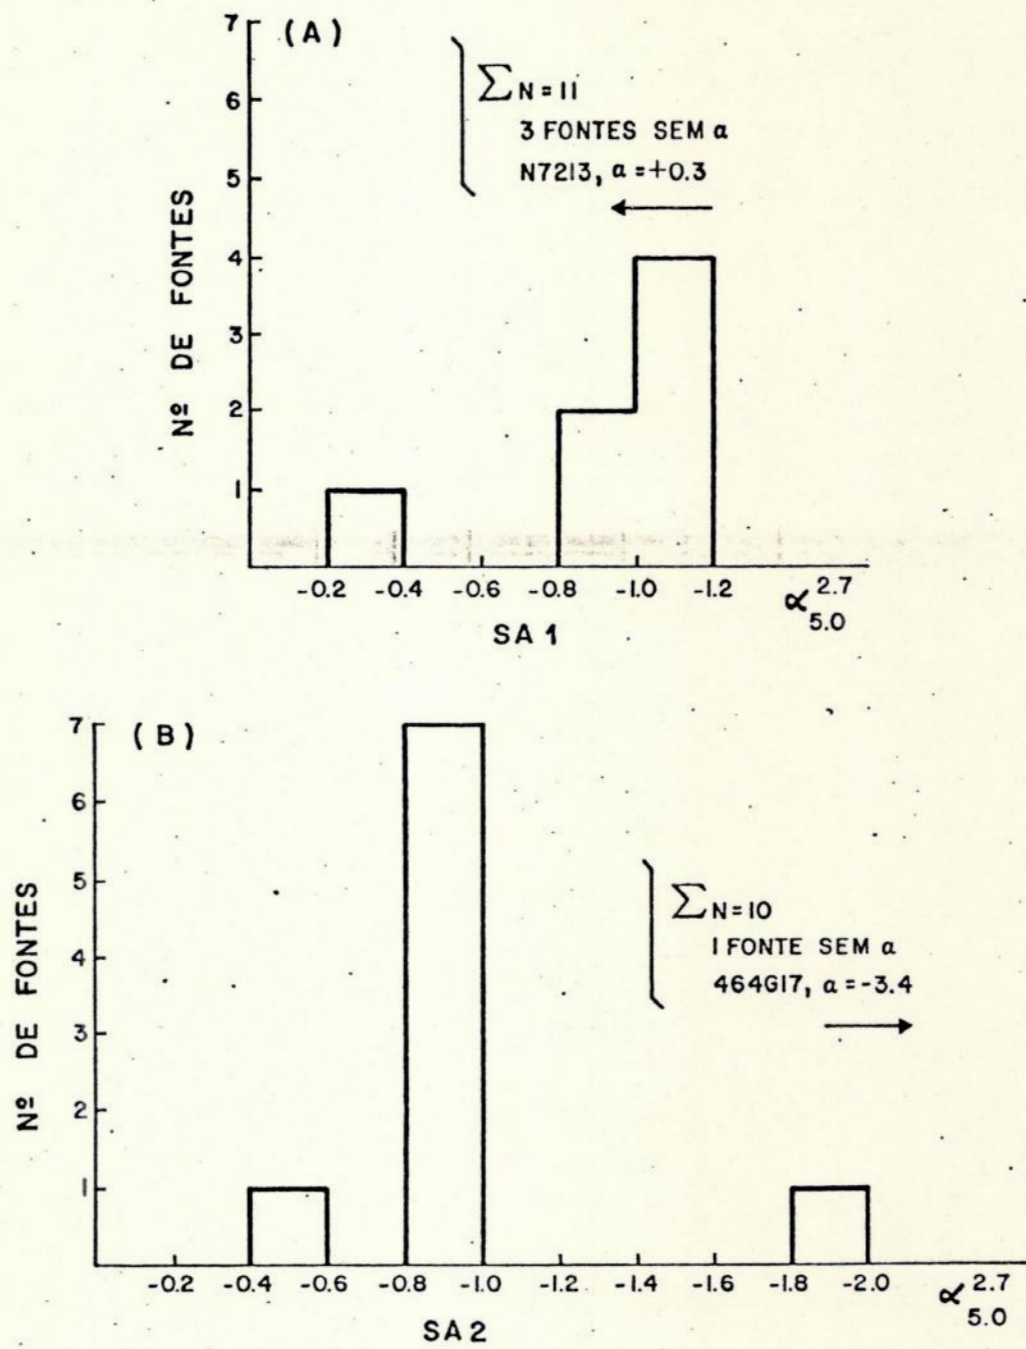 (A)
7
6
5
4
3
2
1
Nº DE FONTES
∑ N = 11
3 FONTES SEM α
N7213, α = +0.3
-0.2 -0.4 -0.6 -0.8 -1.0 -1.2 α 2.7 5.0
SA 1
(B)
7
6
5
4
3
2
1
Nº DE FONTES
∑ N = 10
1 FONTE SEM α
464G17, α = -3.4
-0.2 -0.4 -0.6 -0.8 -1.0 -1.2 -1.4 -1.6 -1.8 -2.0 α 2.7 5.0
SA 2